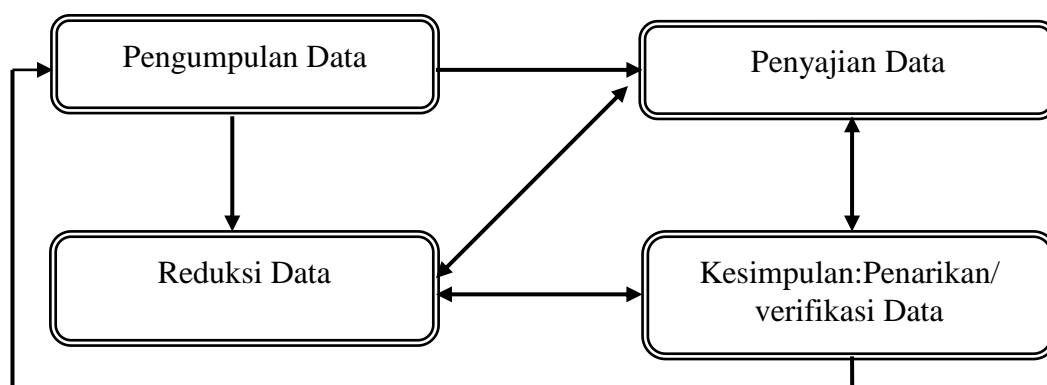 Pengumpulan Data
Penyajian Data
Reduksi Data
Kesimpulan:Penarikan/
verifikasi Data